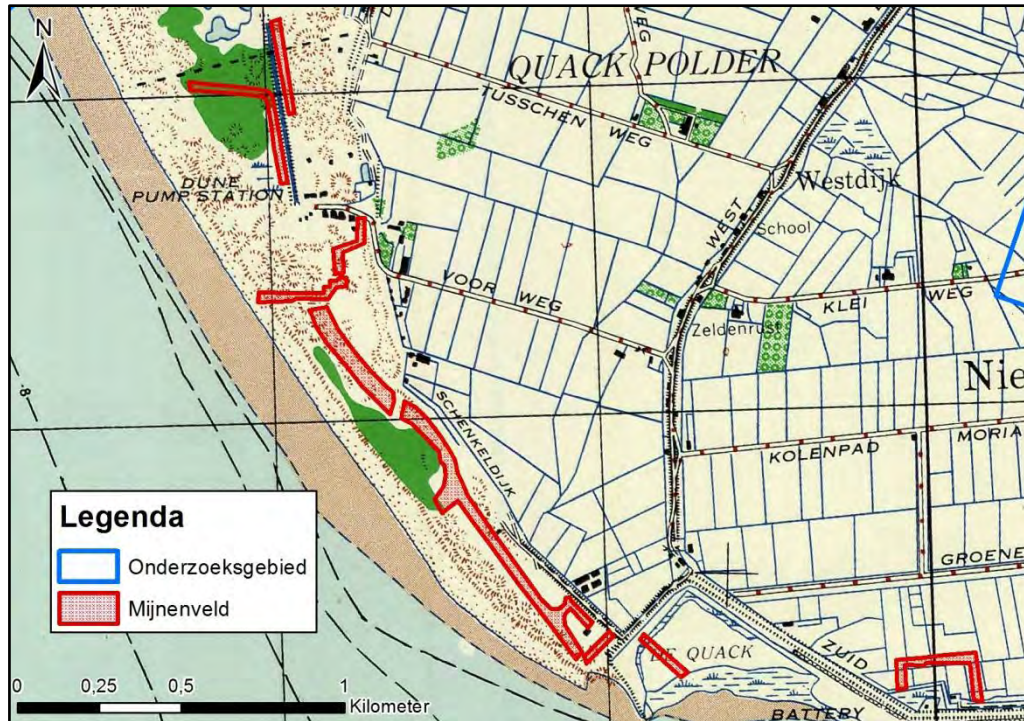 N
WEG
QUACK POLDER
TUSSCHEN WEG
DUNE
PUMP STATION
Westdijk
WEST
School
VOOR WEG
KLEI WEG
Zeldenrust
Nie
SCHENKELDIJK
KOLENPAD
MORIA
8
Legenda
Onderzoeksgebied
Mijnenveld
GROENE
DE QUACK
ZUID
BATTERY
0 0,25 0,5 1
Kilometer